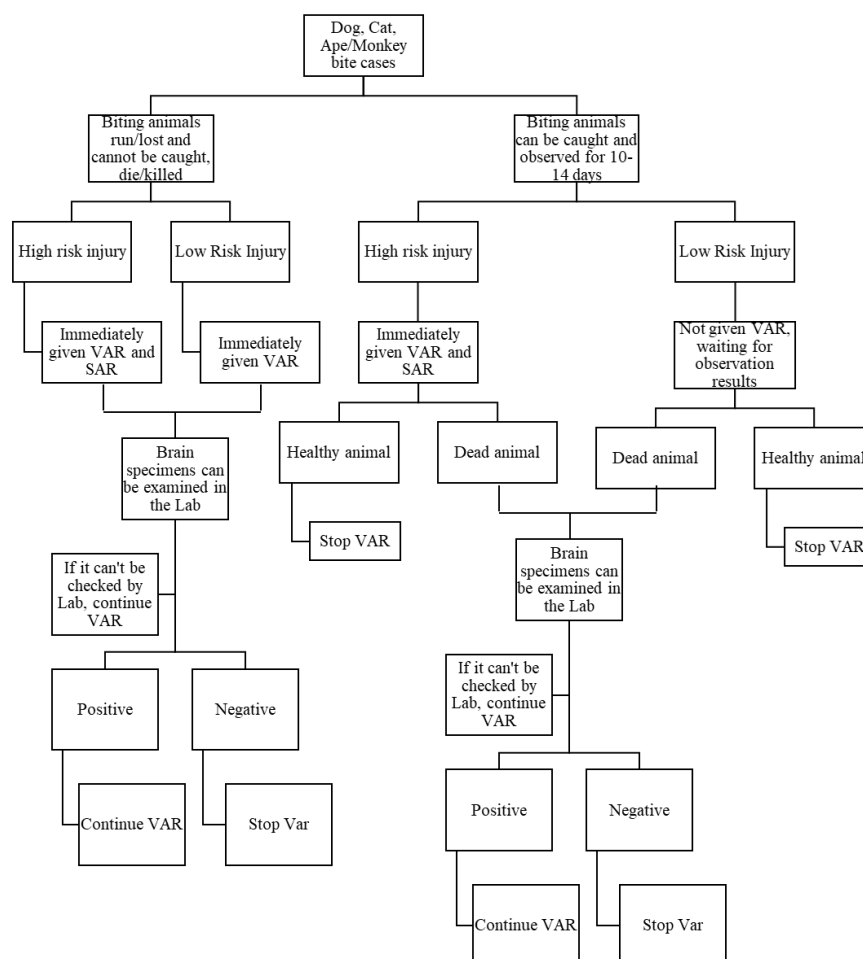 Dog, Cat,
Ape/Monkey
bite cases
Biting animals
run/lost and
cannot be caught,
die/killed
Biting animals
can be caught and
observed for 10-
14 days
High risk injury
Low Risk Injury
High risk injury
Low Risk Injury
Immediately
given VAR and
SAR
Immediately
given VAR
Immediately
given VAR and
SAR
Not given VAR,
waiting for
observation
results
Brain
specimens can
be examined in
the Lab
Healthy animal
Dead animal
Dead animal
Healthy animal
Stop VAR
Stop VAR
If it can't be
checked by
Lab, continue
VAR
Brain
specimens can
be examined in
the Lab
Positive
Negative
If it can't be
checked by
Lab, continue
VAR
Continue VAR
Stop Var
Positive
Negative
Continue VAR
Stop Var